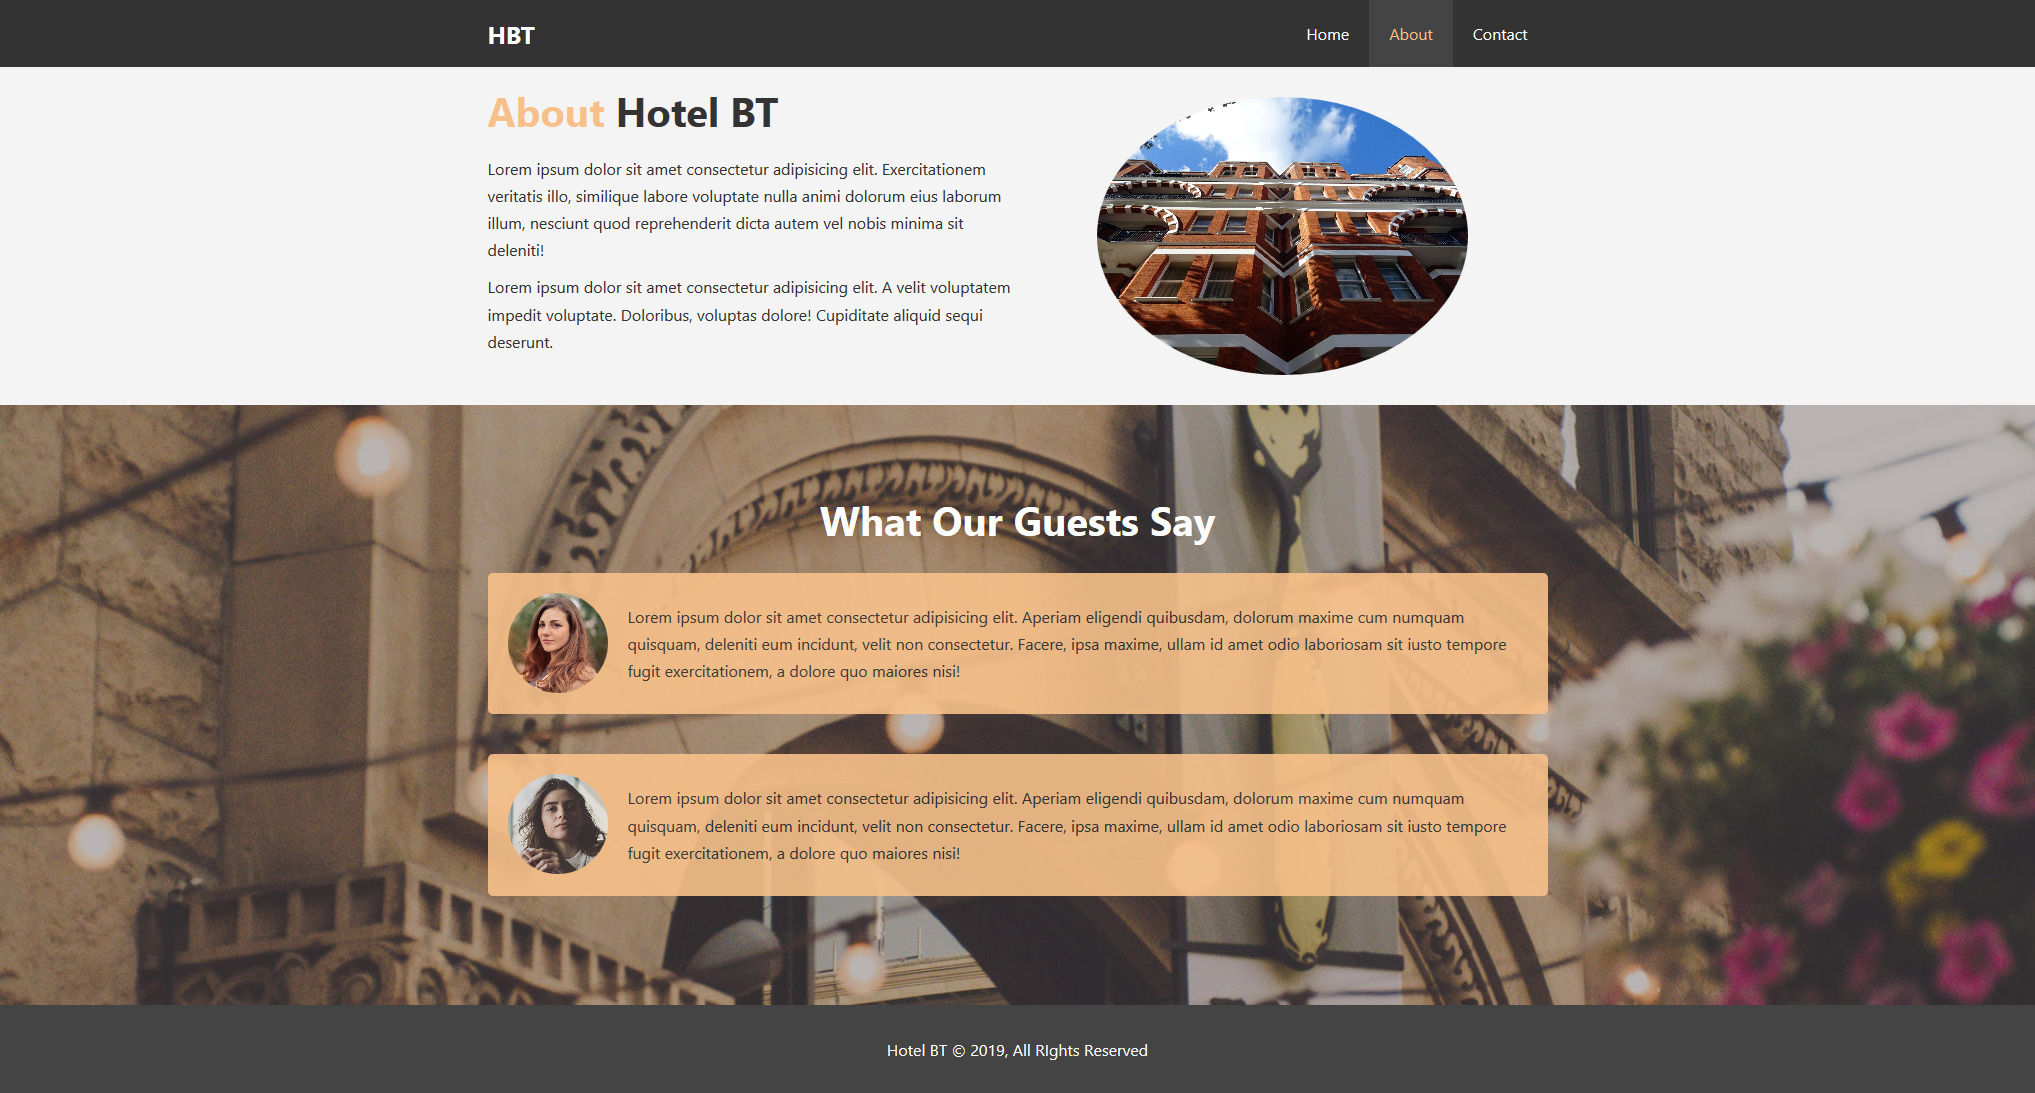 HBT
Home
About
Contact
About Hotel BT
Lorem ipsum dolor sit amet consectetur adipisicing elit. Exercitationem
veritatis illo, similique labore voluptate nulla animi dolorum eius laborum
illum, nesciunt quod reprehenderit dicta autem vel nobis minima sit
deleniti!
Lorem ipsum dolor sit amet consectetur adipisicing elit. A velit voluptatem
impedit voluptate. Doloribus, voluptas dolore! Cupiditate aliquid sequi
deserunt.
What Our Guests Say
Lorem ipsum dolor sit amet consectetur adipisicing elit. Aperiam eligendi quibusdam, dolorum maxime cum numquam
quisquam, deleniti eum incidunt, velit non consectetur. Facere, ipsa maxime, ullam id amet odio laboriosam sit iusto tempore
fugit exercitationem, a dolore quo maiores nisi!
Lorem ipsum dolor sit amet consectetur adipisicing elit. Aperiam eligendi quibusdam, dolorum maxime cum numquam
quisquam, deleniti eum incidunt, velit non consectetur. Facere, ipsa maxime, ullam id amet odio laboriosam sit iusto tempore
fugit exercitationem, a dolore quo maiores nisi!
Hotel BT © 2019, All RIghts Reserved